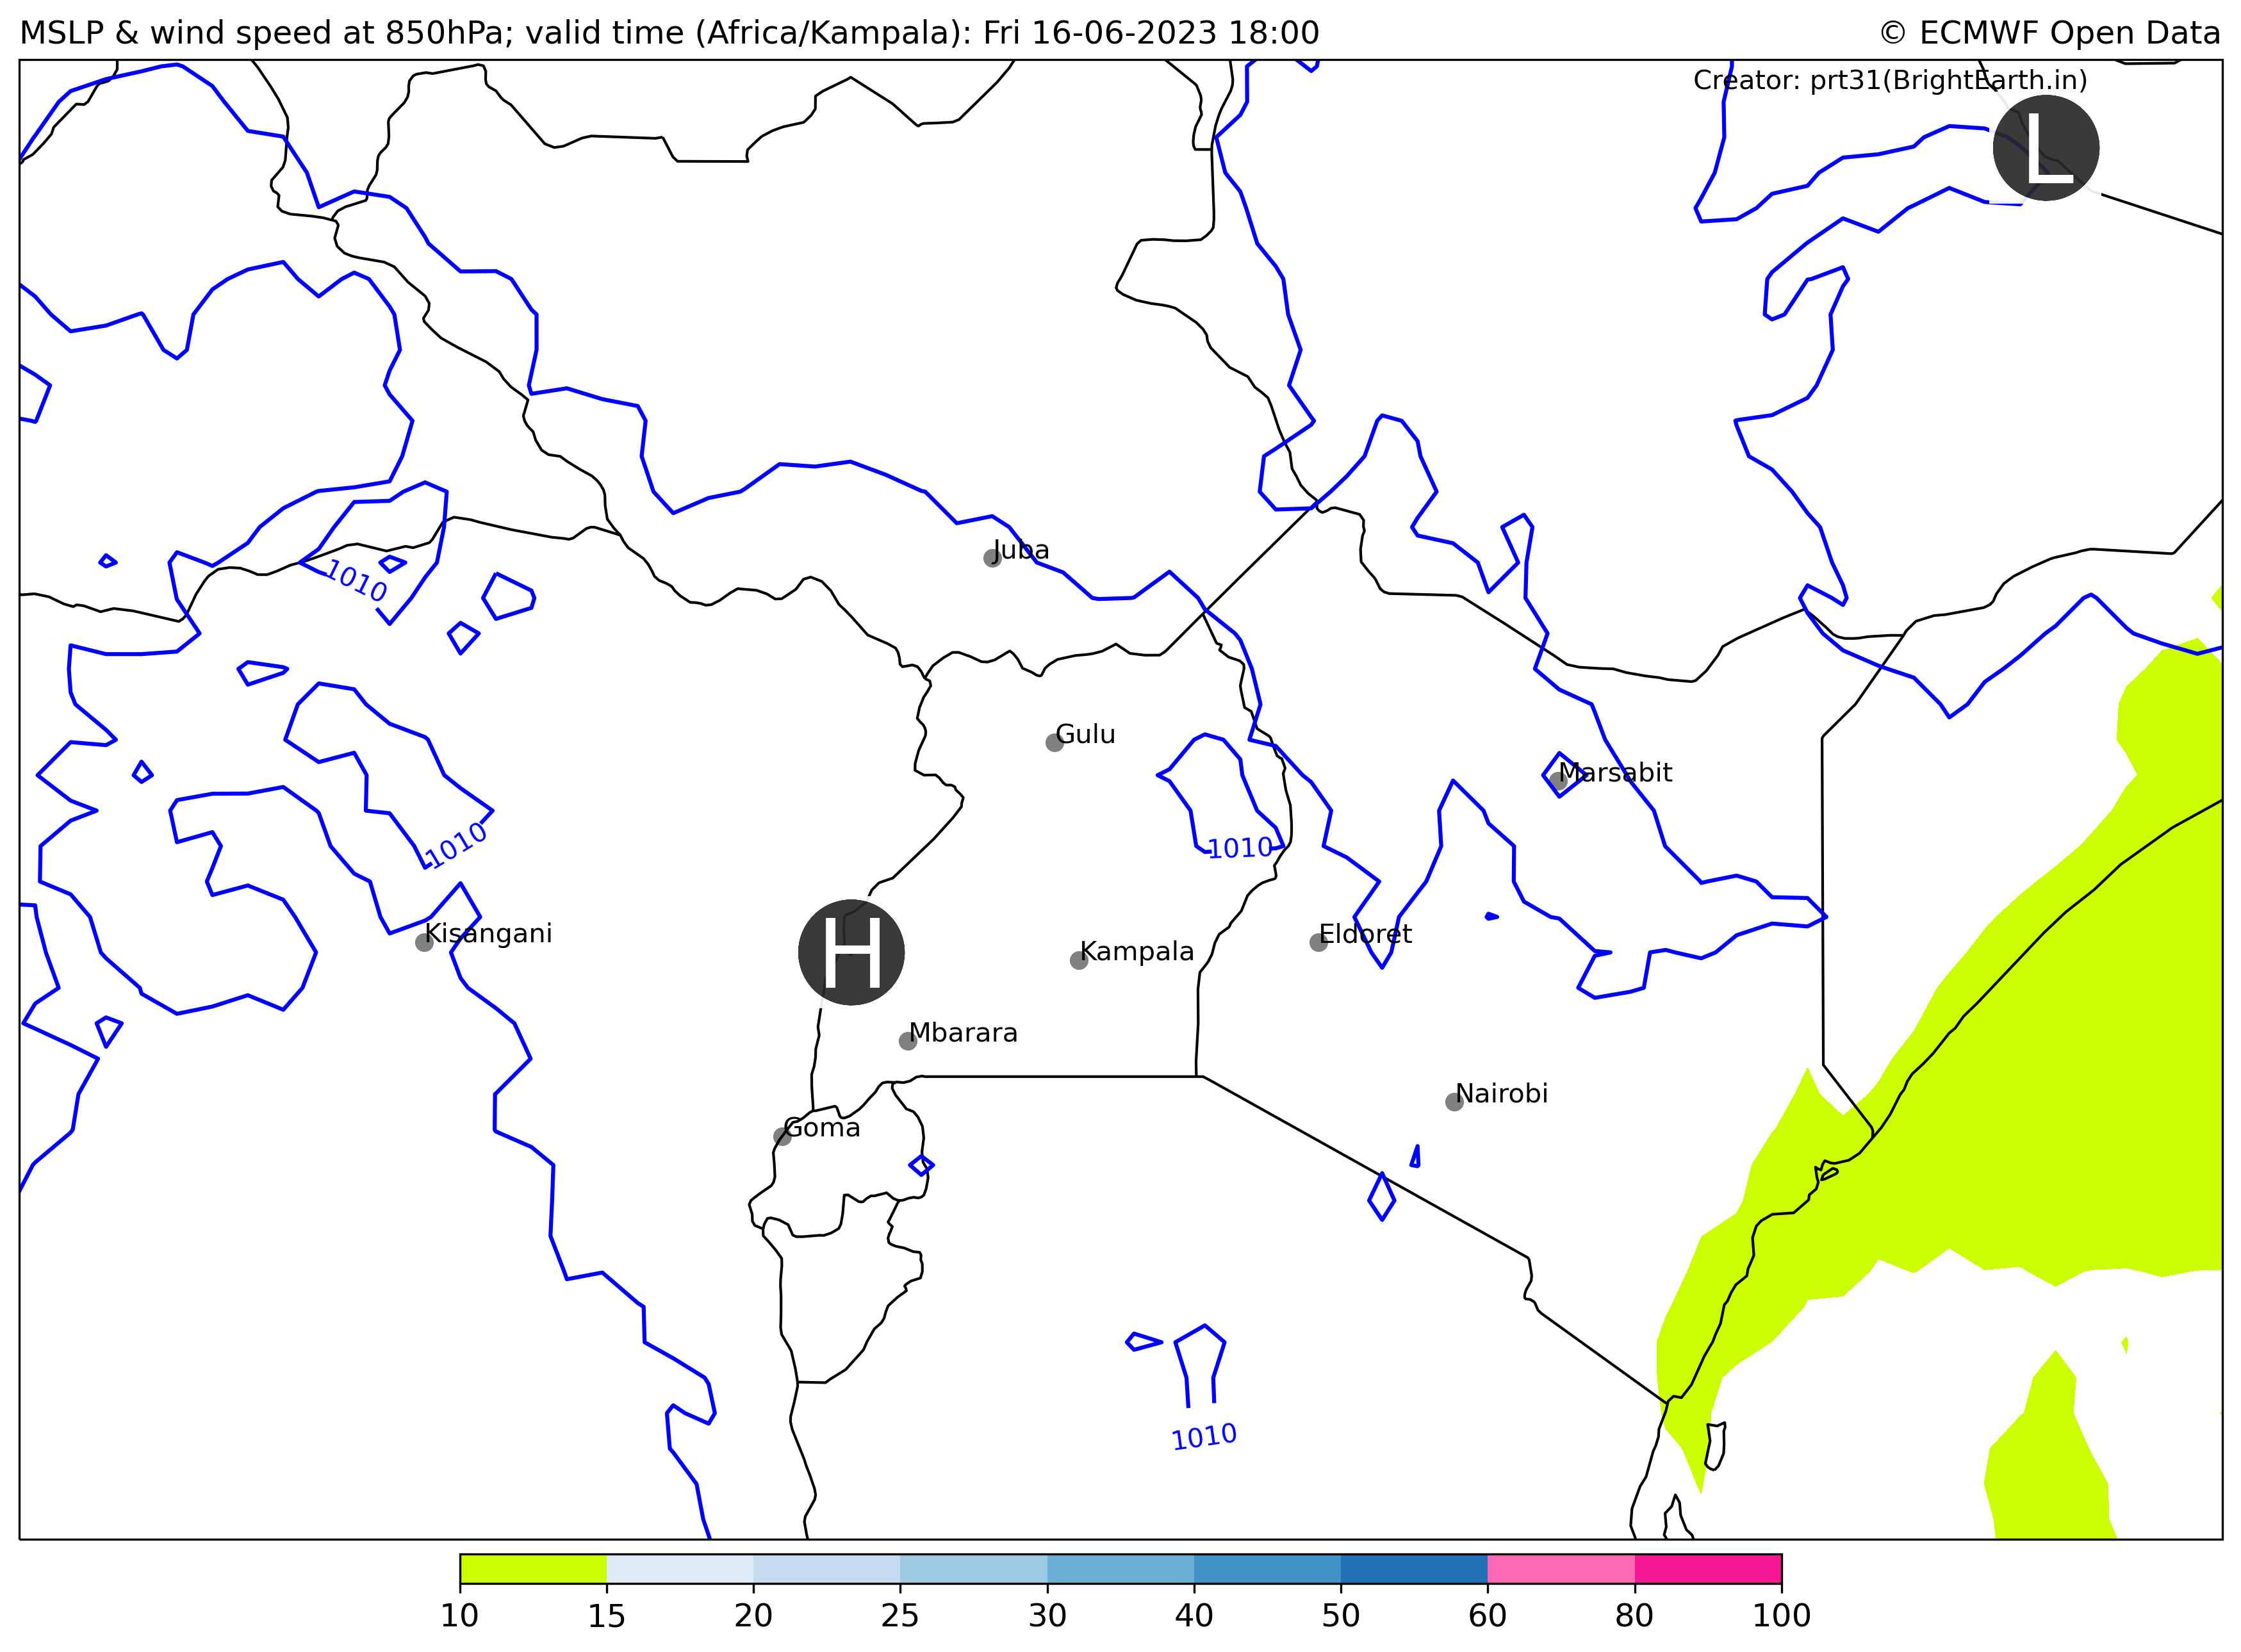 MSLP & wind speed at 850hPa; valid time (Africa/Kampala): Fri 16-06-2023 18:00
© ECMWF Open Data
Creator: prt31(BrightEarth.in)
L
Juba
1010
Gulu
Marsabit
1010
1010
Kisangani
H
Kampala
Eldoret
Mbarara
Nairobi
Goma
1010
10 15 20 25 30 40 50 60 80 100